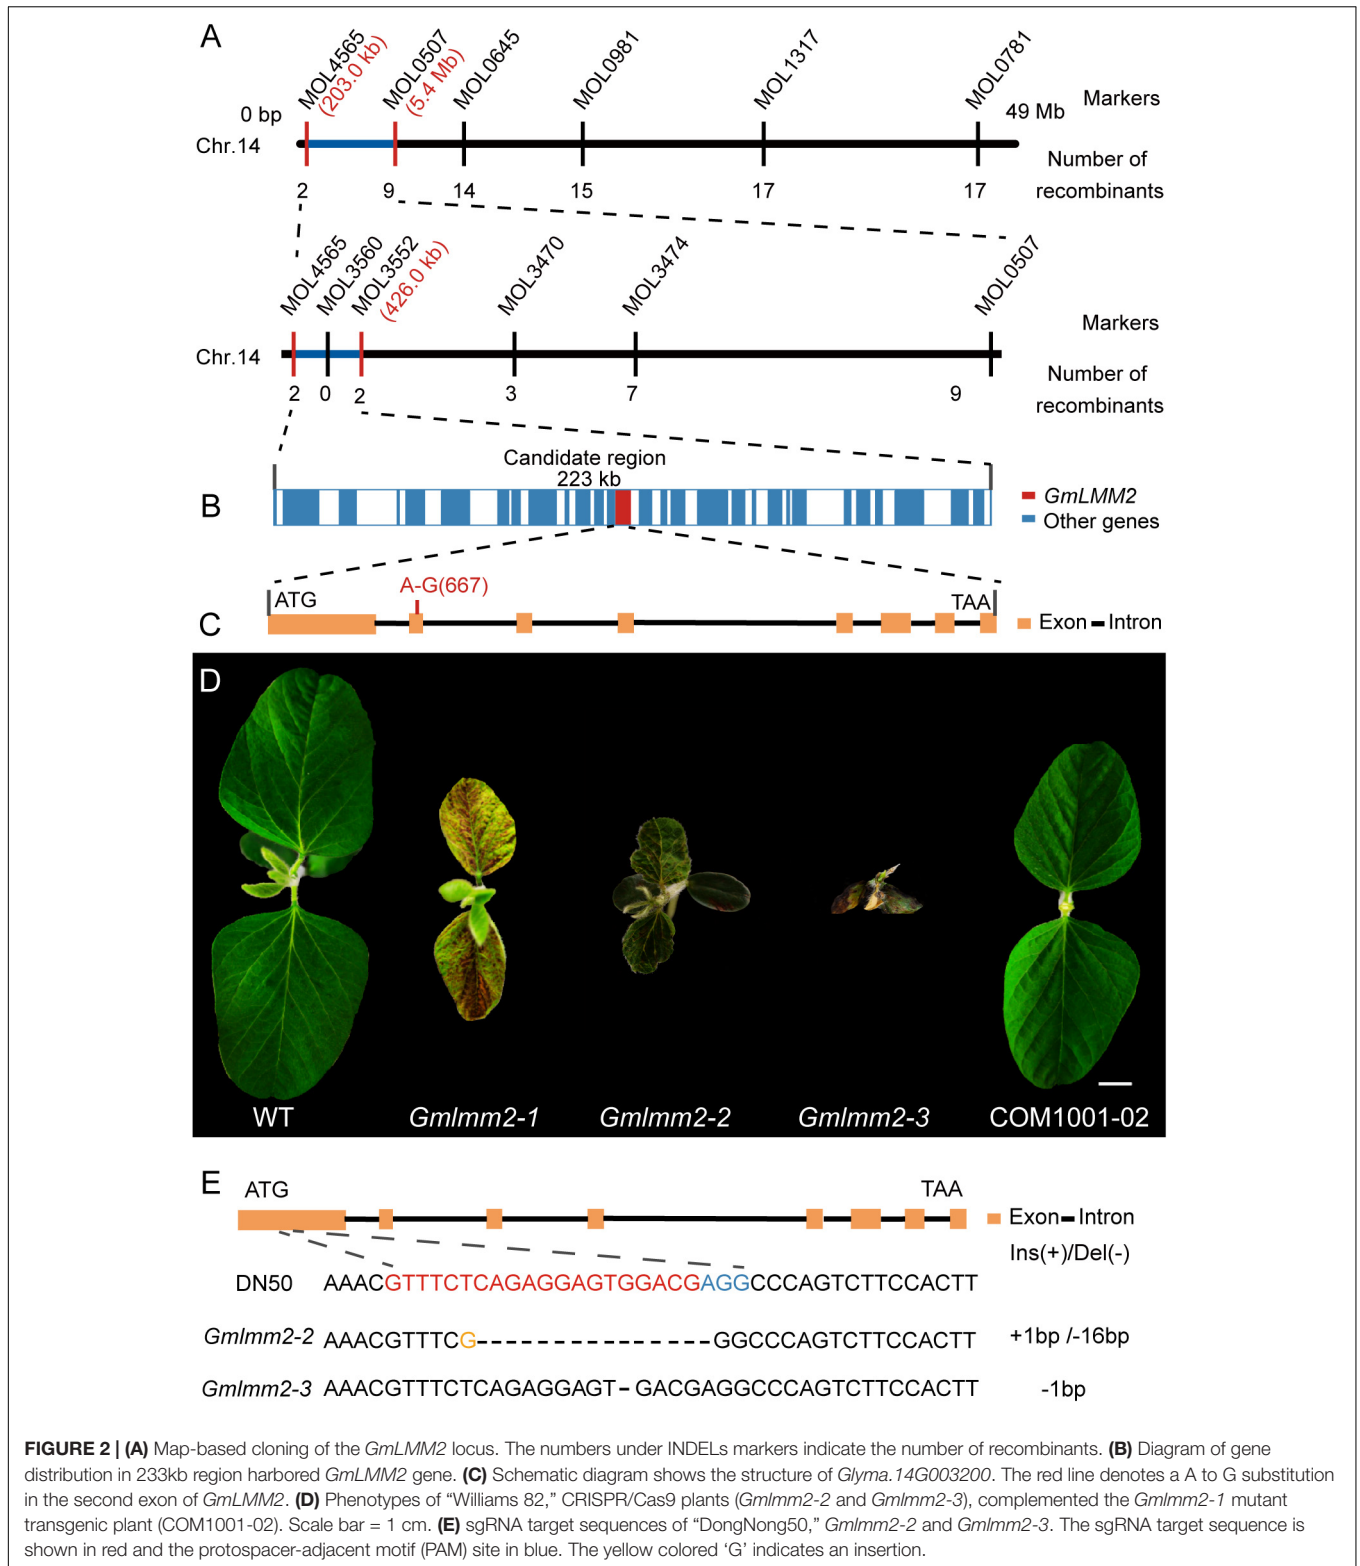 A
MOL4565
(203.0 kb)
MOL0507
(5.4 Mb)
MOL0645
MOL0981
MOL1317
MOL0781
Markers
0 bp
49 Mb
Chr.14
Number of
recombinants
2 9 14 15 17 17
MOL4565
MOL3560
MOL3552
(426.0 kb)
MOL3470
MOL3474
MOL0507
Markers
Chr.14
Number of
recombinants
2 0 2 3 7 9
Candidate region
223 kb
B
GmLMM2
Other genes
A-G(667)
ATG
TAA
C
Exon
Intron
D
WT Gmlmm2-1 Gmlmm2-2 Gmlmm2-3 COM1001-02
E
ATG
TAA
Exon
Intron
Ins(+)/Del(-)
DN50 AAACGTTTCTCAGAGGAGTGGACGAGGCCCAGTCTTCCACTT
Gmlmm2-2 AAACGTTTCG----------------GGCCCAGTCTTCCACTT +1bp /-16bp
Gmlmm2-3 AAACGTTTCTCAGAGGAGT-GACGAGGCCCAGTCTTCCACTT -1bp
FIGURE 2 | (A) Map-based cloning of the GmLMM2 locus. The numbers under INDELs markers indicate the number of recombinants. (B) Diagram of gene
distribution in 233kb region harbored GmLMM2 gene. (C) Schematic diagram shows the structure of Glyma.14G003200. The red line denotes a A to G substitution
in the second exon of GmLMM2. (D) Phenotypes of “Williams 82,” CRISPR/Cas9 plants (Gmlmm2-2 and Gmlmm2-3), complemented the Gmlmm2-1 mutant
transgenic plant (COM1001-02). Scale bar = 1 cm. (E) sgRNA target sequences of “DongNong50,” Gmlmm2-2 and Gmlmm2-3. The sgRNA target sequence is
shown in red and the protospacer-adjacent motif (PAM) site in blue. The yellow colored ‘G’ indicates an insertion.